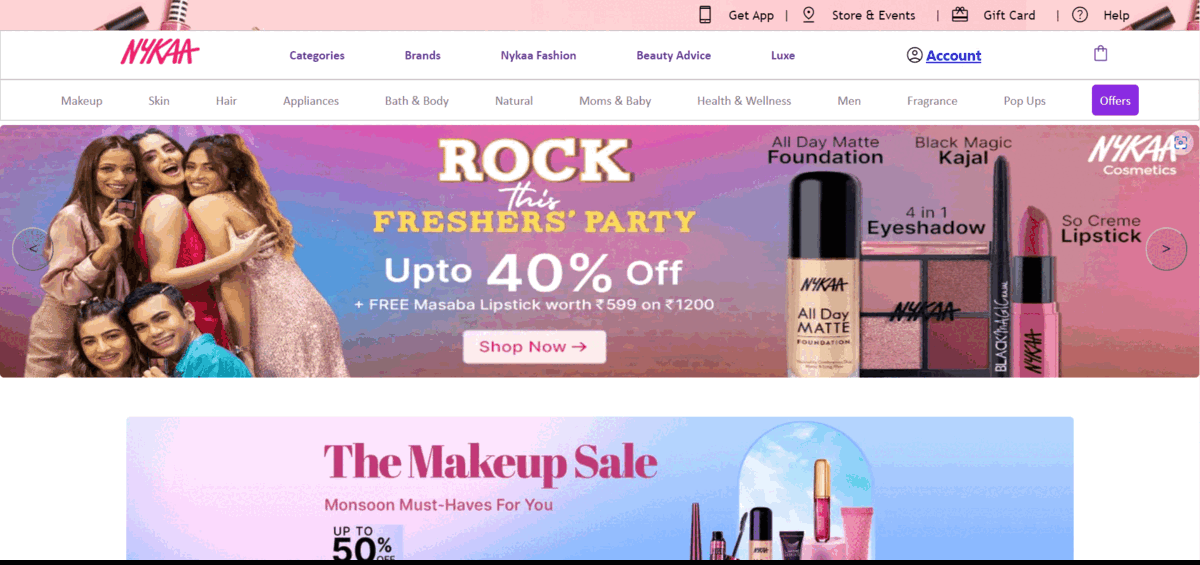 Get App | Store & Events | Gift Card | Help
NYKAA Categories Brands Nykaa Fashion Beauty Advice Luxe Account
Makeup Skin Hair Appliances Bath & Body Natural Moms & Baby Health & Wellness Men Fragrance Pop Ups Offers
ROCK
This
FRESHERS' PARTY
Upto 40% Off
+ FREE Masaba Lipstick worth ₹599 on ₹1200
Shop Now →
<
All Day Matte
Foundation
Black Magic
Kajal
NYKAA
Cosmetics
4 in 1
Eyeshadow
So Creme
Lipstick
>
NYKAA
All Day
MATTE
FOUNDATION
NYKAA
BLACK MAGIC
NYKAA
The Makeup Sale
Monsoon Must-Haves For You
UP TO
50%
OFF